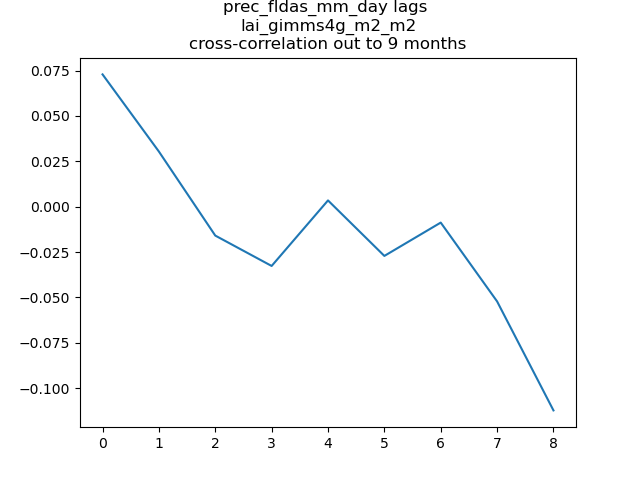 prec_fldas_mm_day lags
lai_gimms4g_m2_m2
cross-correlation out to 9 months
0.075
0.050
0.025
0.000
−0.025
−0.050
−0.075
−0.100
0 1 2 3 4 5 6 7 8